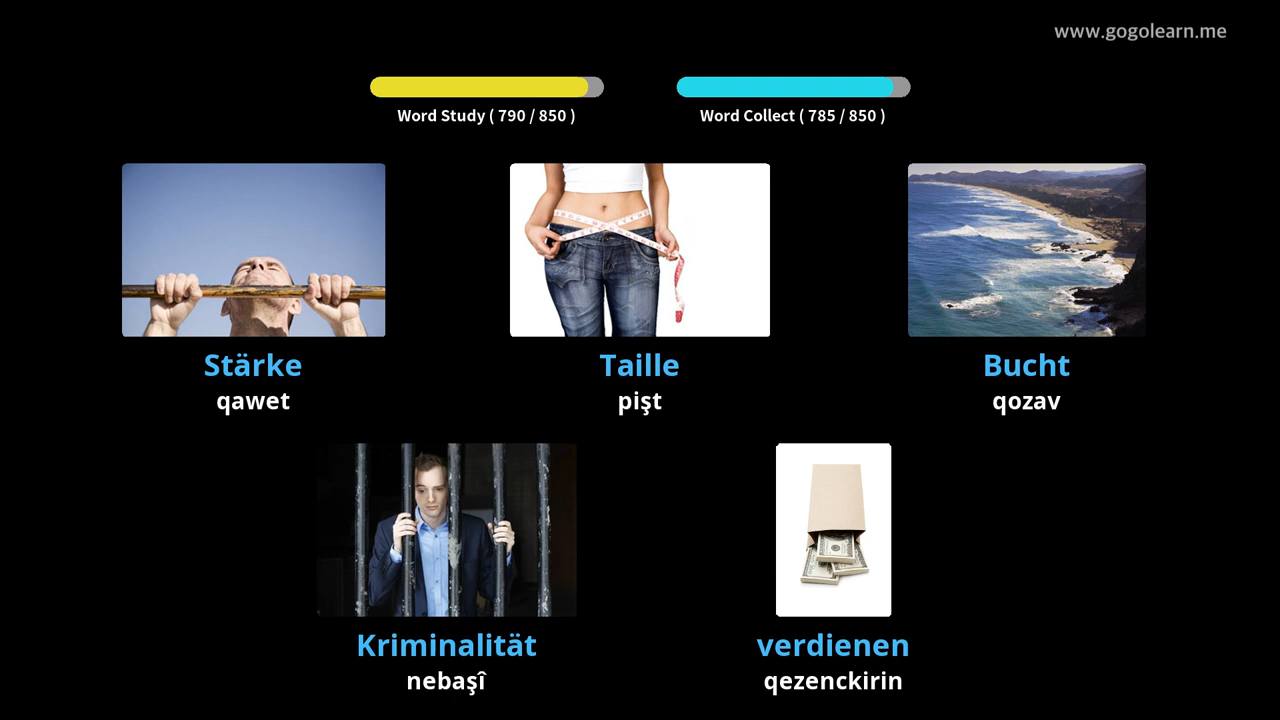 www.gogolearn.me
Word Study ( 790 / 850 )
Word Collect ( 785 / 850 )
Stärke
qawet
Taille
pişt
Bucht
qozav
Kriminalität
nebaşî
verdienen
qezenckirin